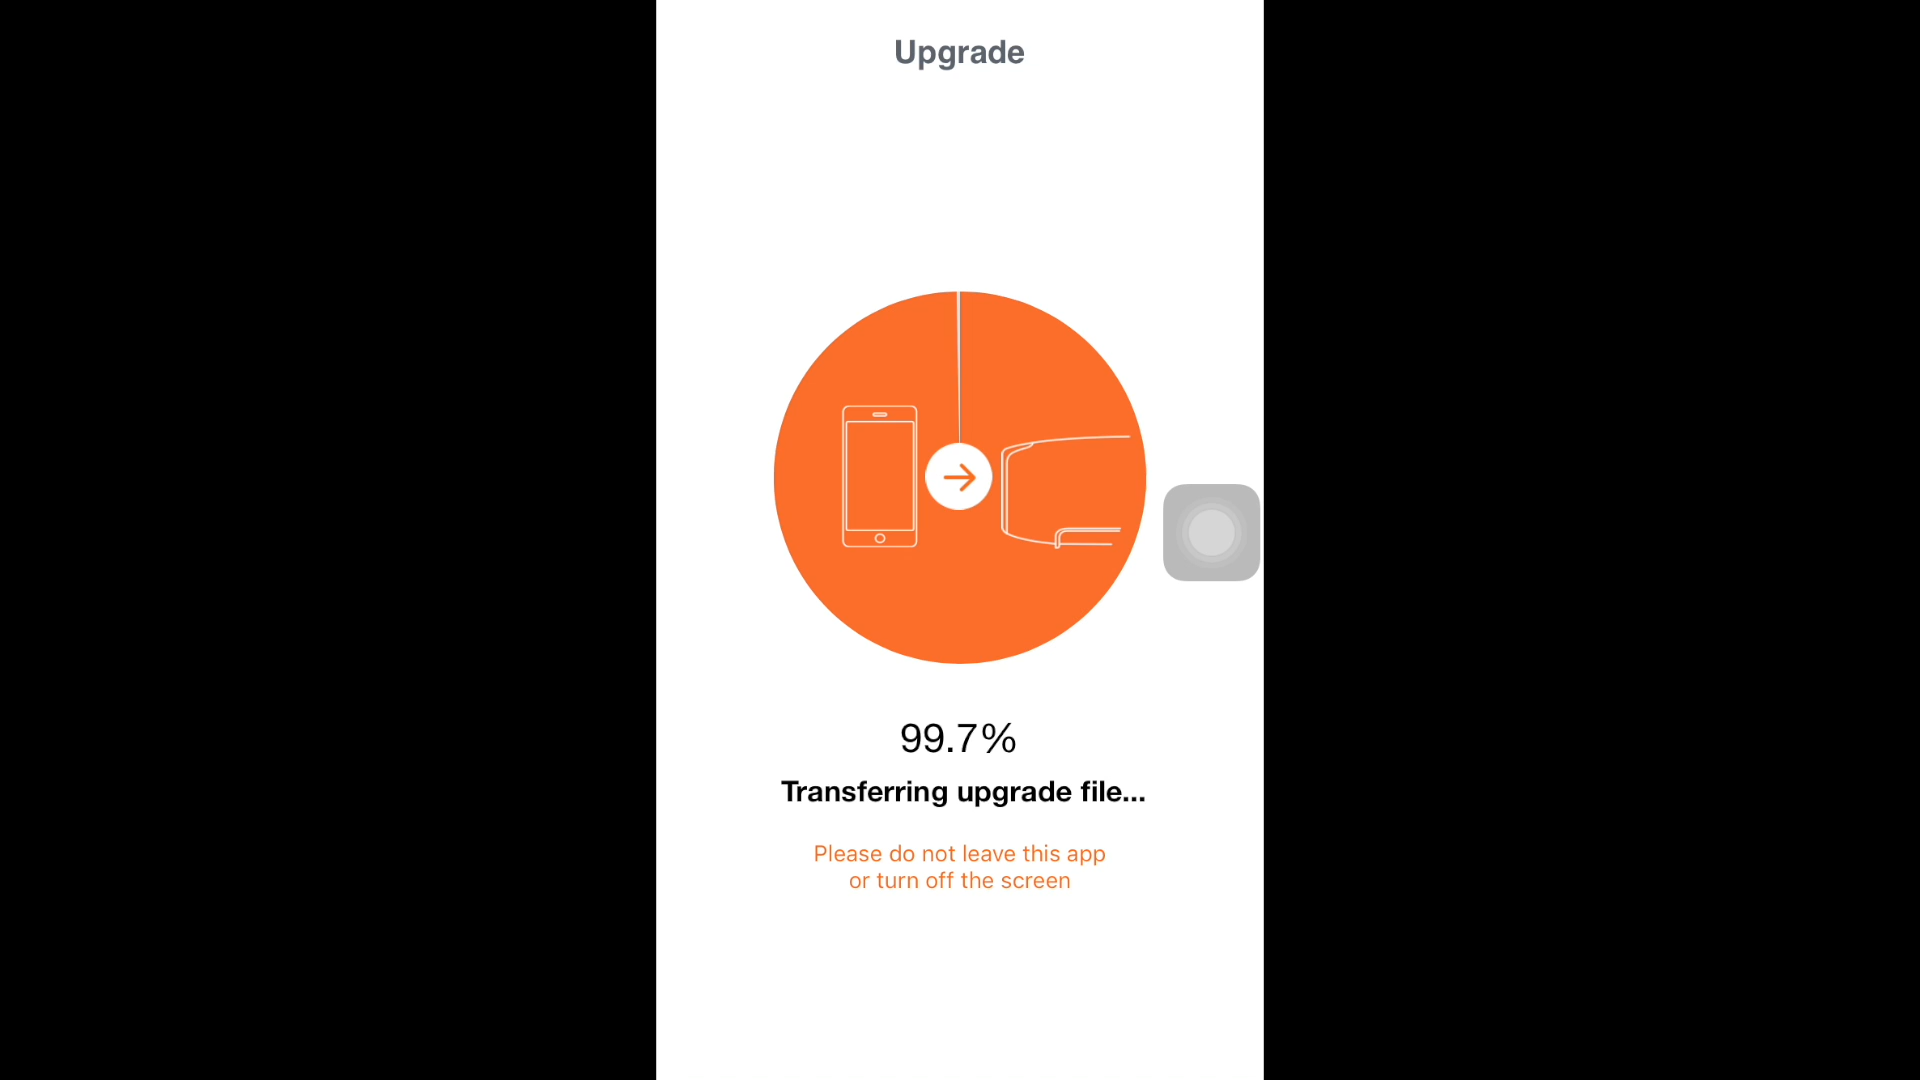 Upgrade
99.7%
Transferring upgrade file...
Please do not leave this app
or turn off the screen